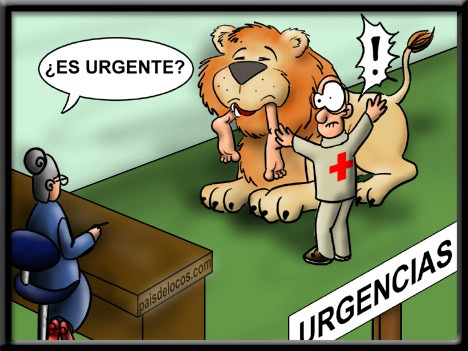 ¿ES URGENTE?
!
paisdelocos.com
URGENCIAS